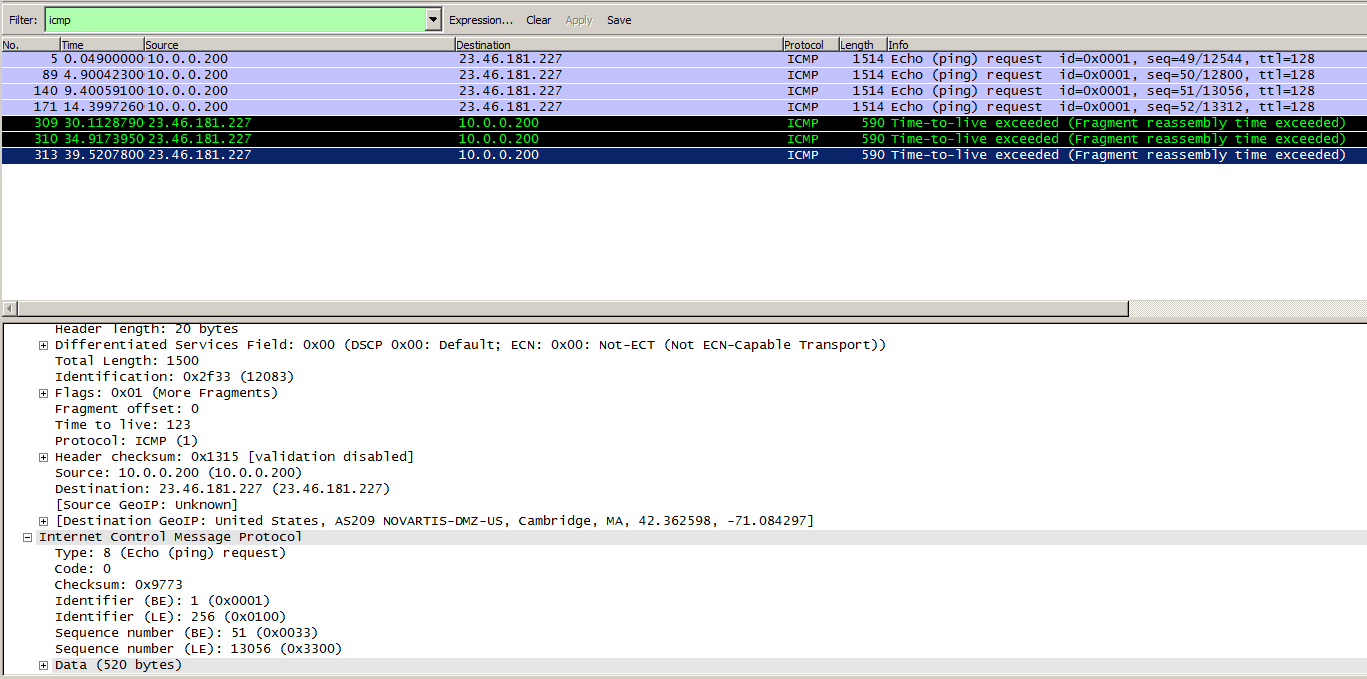 Filter: icmp Expression... Clear Apply Save
No. Time Source Destination Protocol Length Info
5 0.04900000 10.0.0.200 23.46.181.227 ICMP 1514 Echo (ping) request id=0x0001, seq=49/12544, ttl=128
89 4.90042300 10.0.0.200 23.46.181.227 ICMP 1514 Echo (ping) request id=0x0001, seq=50/12800, ttl=128
140 9.40059100 10.0.0.200 23.46.181.227 ICMP 1514 Echo (ping) request id=0x0001, seq=51/13056, ttl=128
171 14.3997260 10.0.0.200 23.46.181.227 ICMP 1514 Echo (ping) request id=0x0001, seq=52/13312, ttl=128
309 30.1128790 23.46.181.227 10.0.0.200 ICMP 590 Time-to-live exceeded (Fragment reassembly time exceeded)
310 34.9173950 23.46.181.227 10.0.0.200 ICMP 590 Time-to-live exceeded (Fragment reassembly time exceeded)
313 39.5207800 23.46.181.227 10.0.0.200 ICMP 590 Time-to-live exceeded (Fragment reassembly time exceeded)
Header length: 20 bytes
Differentiated Services Field: 0x00 (DSCP 0x00: Default; ECN: 0x00: Not-ECT (Not ECN-Capable Transport))
Total Length: 1500
Identification: 0x2f33 (12083)
Flags: 0x01 (More Fragments)
Fragment offset: 0
Time to live: 123
Protocol: ICMP (1)
Header checksum: 0x1315 [validation disabled]
Source: 10.0.0.200 (10.0.0.200)
Destination: 23.46.181.227 (23.46.181.227)
[Source GeoIP: Unknown]
[Destination GeoIP: United States, AS209 NOVARTIS-DMZ-US, Cambridge, MA, 42.362598, -71.084297]
Internet Control Message Protocol
Type: 8 (Echo (ping) request)
Code: 0
Checksum: 0x9773
Identifier (BE): 1 (0x0001)
Identifier (LE): 256 (0x0100)
Sequence number (BE): 51 (0x0033)
Sequence number (LE): 13056 (0x3300)
Data (520 bytes)